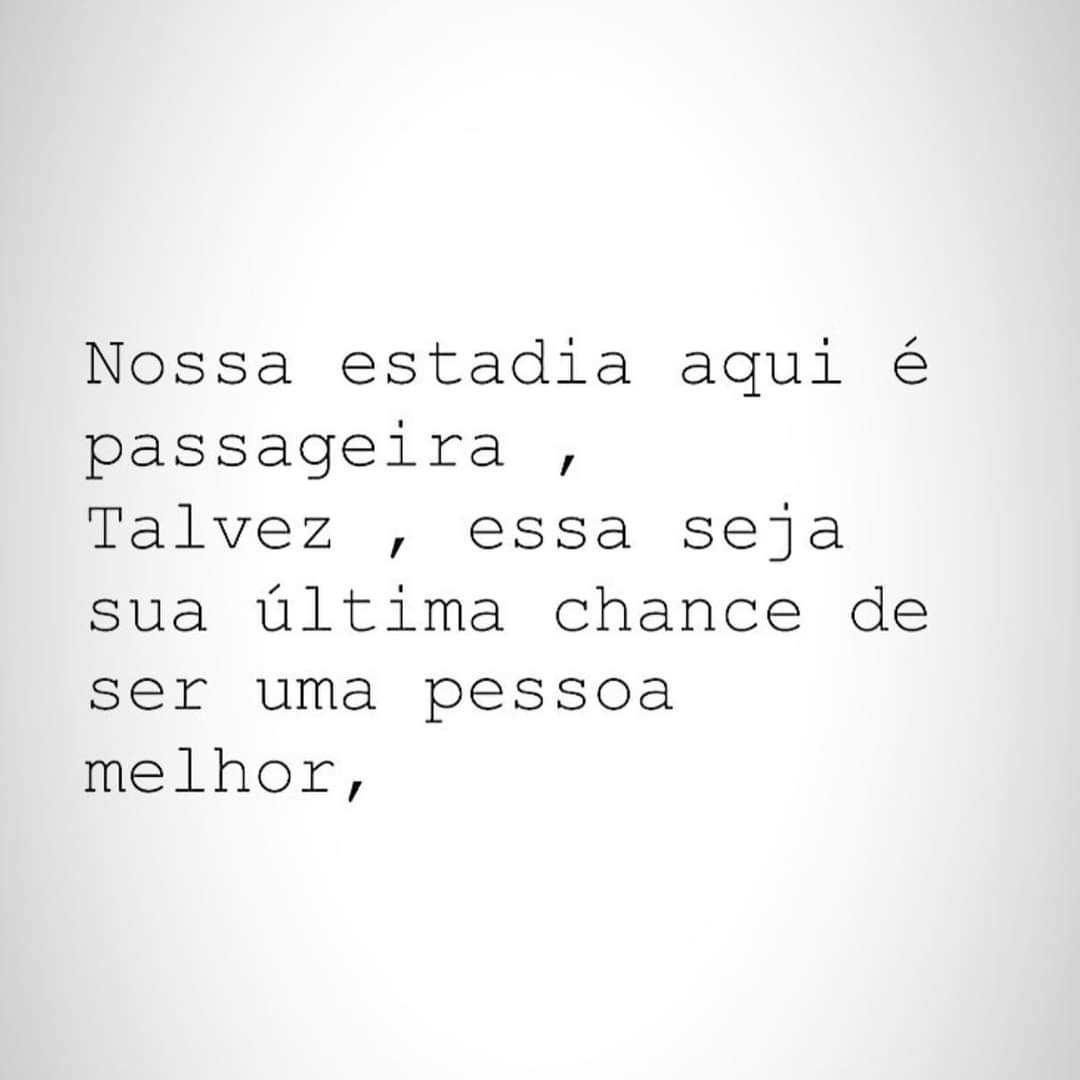 Nossa estadia aqui é
passageira ,
Talvez , essa seja
sua última chance de
ser uma pessoa
melhor,